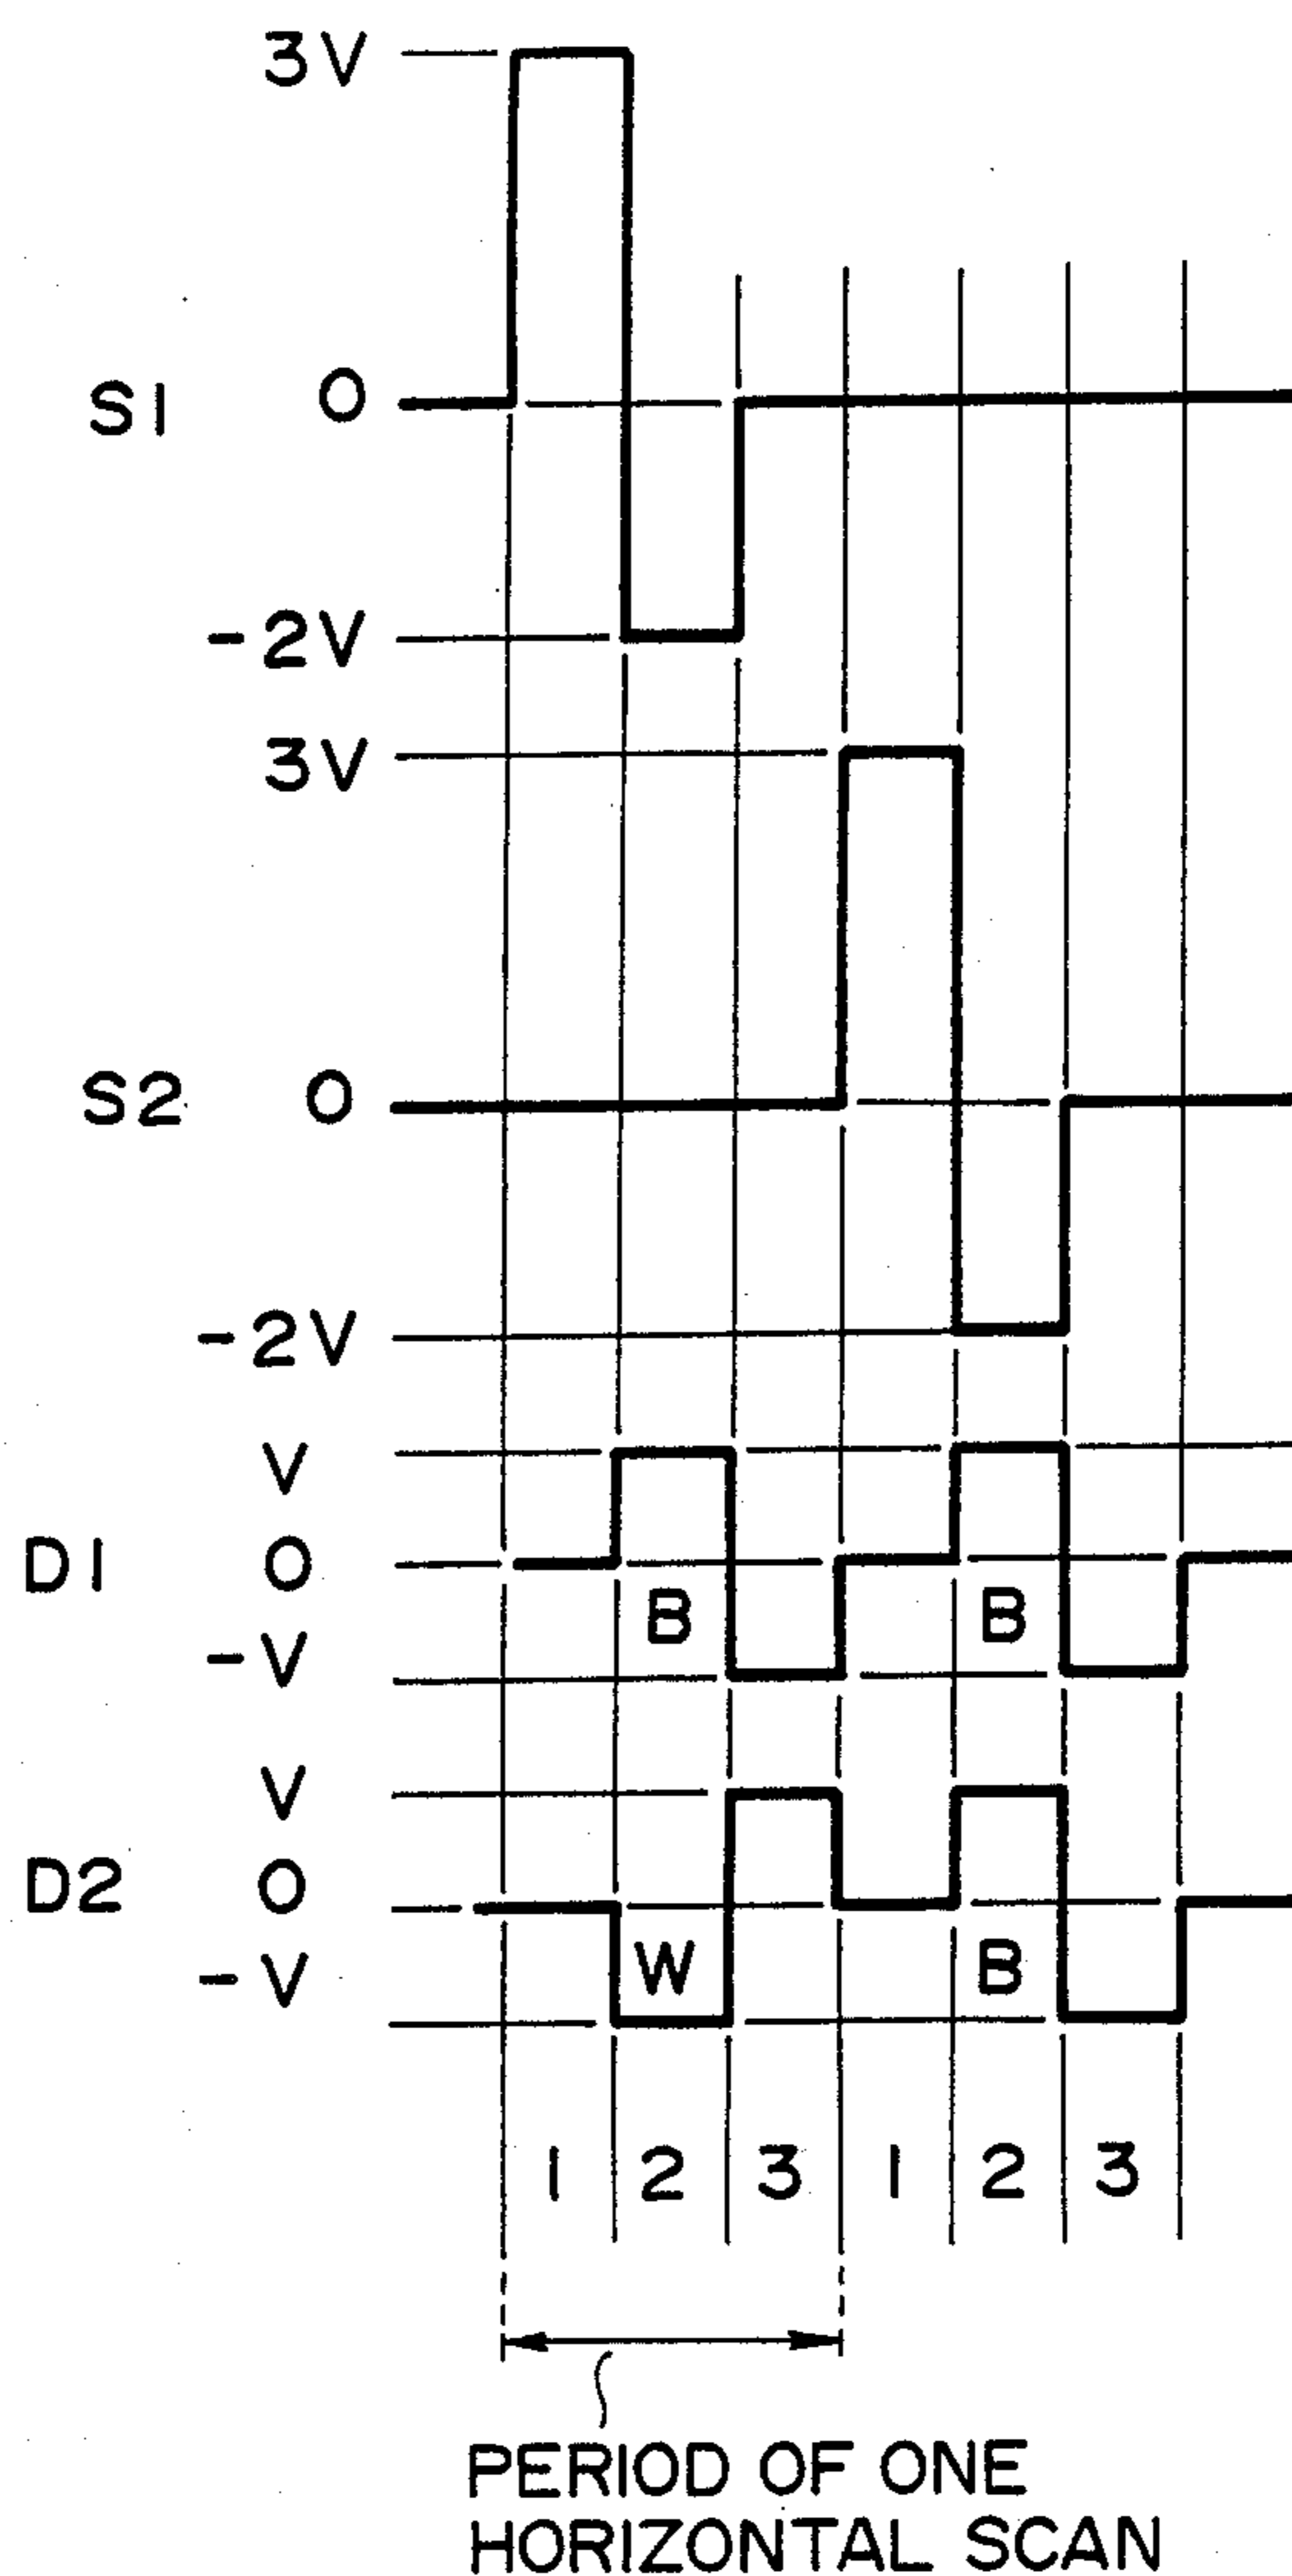 3V
S1 0
-2V
3V
S2 0
-2V
V
D1 0
B B
-V
V
D2 0
W B
-V
1 2 3 1 2 3
PERIOD OF ONE
HORIZONTAL SCAN